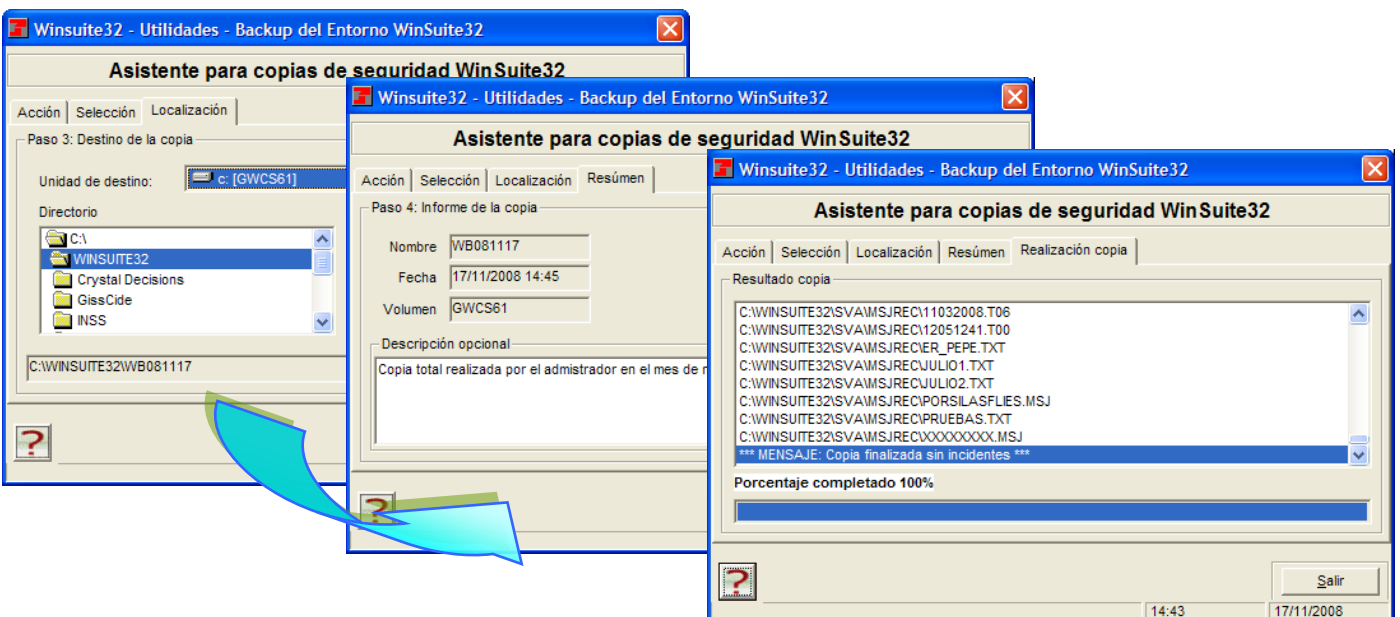 Winsuite32 - Utilidades - Backup del Entorno WinSuite32
Asistente para copias de seguridad WinSuite32
Acción Selección Localización
Paso 3: Destino de la copia
Unidad de destino: c: [GWCS61]
Directorio
C:\
WINSUITE32
Crystal Decisions
GissCide
INSS
C:\WINSUITE32\WB081117
?
Winsuite32 - Utilidades - Backup del Entorno WinSuite32
Asistente para copias de seguridad WinSuite32
Acción Selección Localización Resúmen
Paso 4: Informe de la copia
Nombre WB081117
Fecha 17/11/2008 14:45
Volumen GWCS61
Descripción opcional
Copia total realizada por el admistrador en el mes de
?
Winsuite32 - Utilidades - Backup del Entorno WinSuite32
Asistente para copias de seguridad WinSuite32
Acción Selección Localización Resúmen Realización copia
Resultado copia
C:\WINSUITE32\SVA\MSJREC\11032008.T06
C:\WINSUITE32\SVA\MSJREC\12051241.T00
C:\WINSUITE32\SVA\MSJREC\ER_PEPE.TXT
C:\WINSUITE32\SVA\MSJREC\JULIO1.TXT
C:\WINSUITE32\SVA\MSJREC\JULIO2.TXT
C:\WINSUITE32\SVA\MSJREC\PORSILASFLIES.MSJ
C:\WINSUITE32\SVA\MSJREC\PRUEBAS.TXT
C:\WINSUITE32\SVA\MSJREC\XXXXXXXX.MSJ
*** MENSAJE: Copia finalizada sin incidentes ***
Porcentaje completado 100%
?
Salir
14:43 17/11/2008